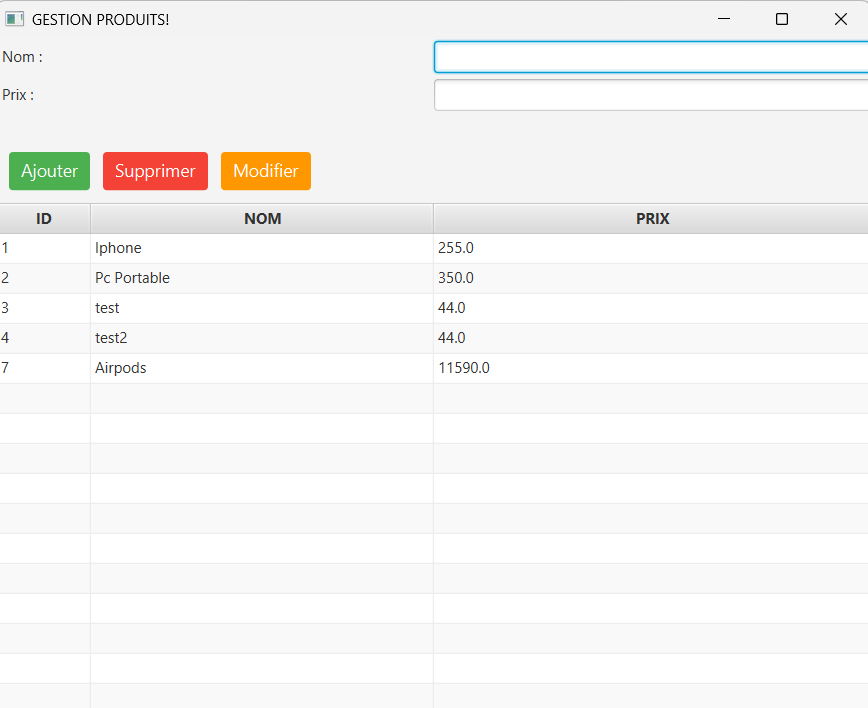 GESTION PRODUITS!
Nom :
Prix :
Ajouter Supprimer Modifier
ID NOM PRIX
1 Iphone 255.0
2 Pc Portable 350.0
3 test 44.0
4 test2 44.0
7 Airpods 11590.0